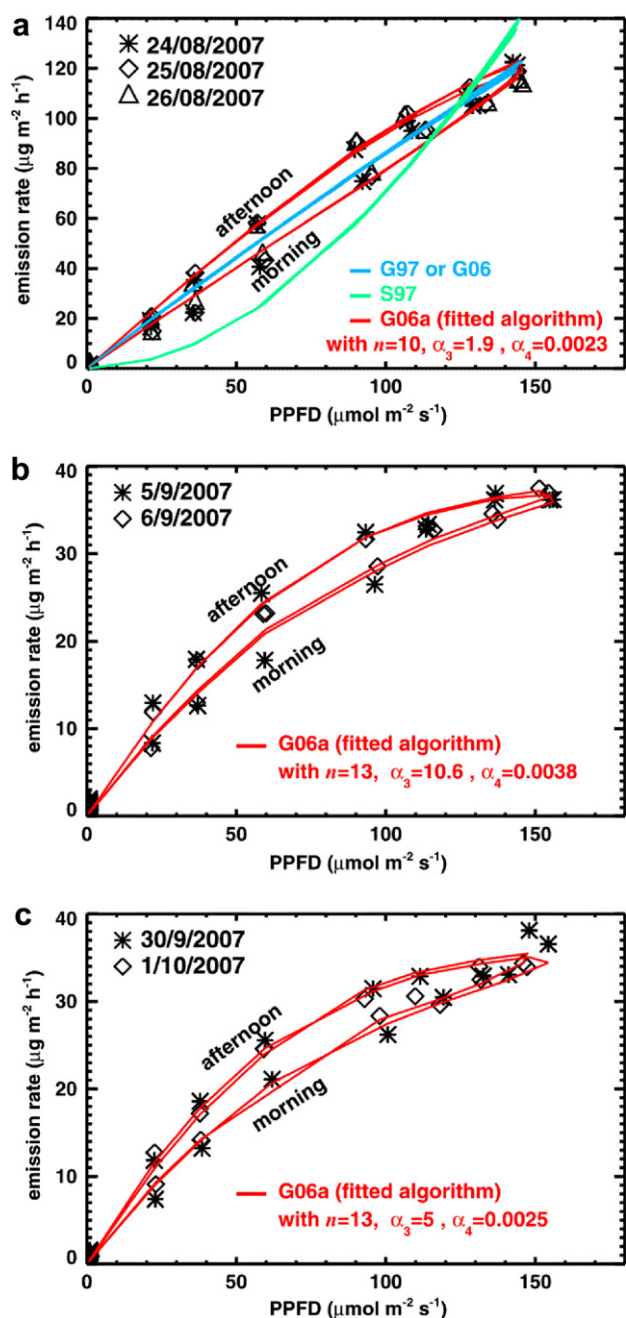 a
140
120
100
80
60
40
20
0
emission rate (μg m⁻² h⁻¹)
24/08/2007
25/08/2007
26/08/2007
afternoon
morning
G97 or G06
S97
G06a (fitted algorithm)
with n=10, α₃=1.9 , α₄=0.0023
0 50 100 150
PPFD (μmol m⁻² s⁻¹)
b
40
30
20
10
0
emission rate (μg m⁻² h⁻¹)
5/9/2007
6/9/2007
afternoon
morning
G06a (fitted algorithm)
with n=13, α₃=10.6 , α₄=0.0038
0 50 100 150
PPFD (μmol m⁻² s⁻¹)
c
40
30
20
10
0
emission rate (μg m⁻² h⁻¹)
30/9/2007
1/10/2007
afternoon
morning
G06a (fitted algorithm)
with n=13, α₃=5 , α₄=0.0025
0 50 100 150
PPFD (μmol m⁻² s⁻¹)